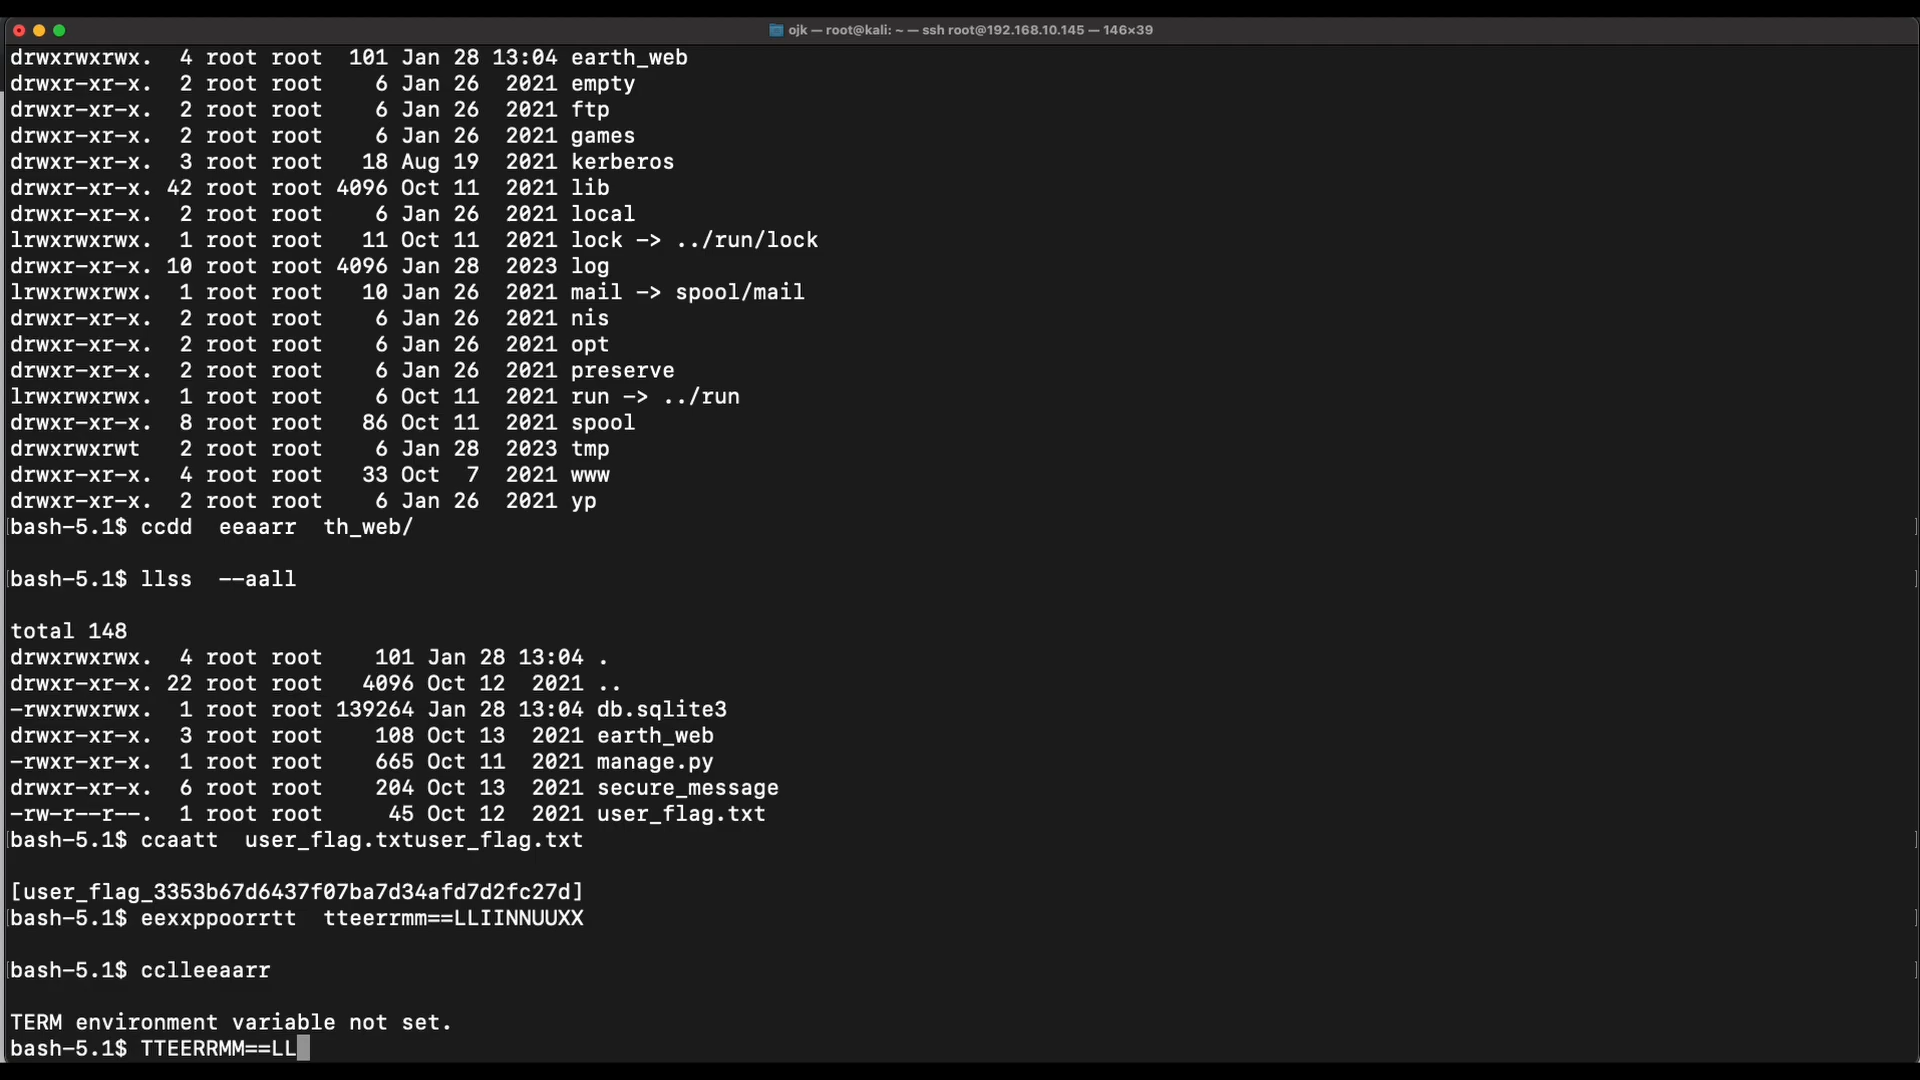 ojk — root@kali: ~ — ssh root@192.168.10.145 — 146×39
drwxrwxrwx.  4 root root  101 Jan 28 13:04 earth_web
drwxr-xr-x.  2 root root    6 Jan 26  2021 empty
drwxr-xr-x.  2 root root    6 Jan 26  2021 ftp
drwxr-xr-x.  2 root root    6 Jan 26  2021 games
drwxr-xr-x.  3 root root   18 Aug 19  2021 kerberos
drwxr-xr-x. 42 root root 4096 Oct 11  2021 lib
drwxr-xr-x.  2 root root    6 Jan 26  2021 local
lrwxrwxrwx.  1 root root   11 Oct 11  2021 lock -> ../run/lock
drwxr-xr-x. 10 root root 4096 Jan 28  2023 log
lrwxrwxrwx.  1 root root   10 Jan 26  2021 mail -> spool/mail
drwxr-xr-x.  2 root root    6 Jan 26  2021 nis
drwxr-xr-x.  2 root root    6 Jan 26  2021 opt
drwxr-xr-x.  2 root root    6 Jan 26  2021 preserve
lrwxrwxrwx.  1 root root    6 Oct 11  2021 run -> ../run
drwxr-xr-x.  8 root root   86 Oct 11  2021 spool
drwxrwxrwt   2 root root    6 Jan 28  2023 tmp
drwxr-xr-x.  4 root root   33 Oct  7  2021 www
drwxr-xr-x.  2 root root    6 Jan 26  2021 yp
[bash-5.1$ ccdd  eeaarr  th_web/ ]
[bash-5.1$ llss  --aall ]
total 148
drwxrwxrwx.  4 root root    101 Jan 28 13:04 .
drwxr-xr-x. 22 root root   4096 Oct 12  2021 ..
-rwxrwxrwx.  1 root root 139264 Jan 28 13:04 db.sqlite3
drwxr-xr-x.  3 root root    108 Oct 13  2021 earth_web
-rwxr-xr-x.  1 root root    665 Oct 11  2021 manage.py
drwxr-xr-x.  6 root root    204 Oct 13  2021 secure_message
-rw-r--r--.  1 root root     45 Oct 12  2021 user_flag.txt
[bash-5.1$ ccaatt  user_flag.txtuser_flag.txt ]
[user_flag_3353b67d6437f07ba7d34afd7d2fc27d]
[bash-5.1$ eexxppoorrtt  tteerrmm==LLIINNUUXX ]
[bash-5.1$ cclleeaarr ]
TERM environment variable not set.
bash-5.1$ TTEERRMM==LL